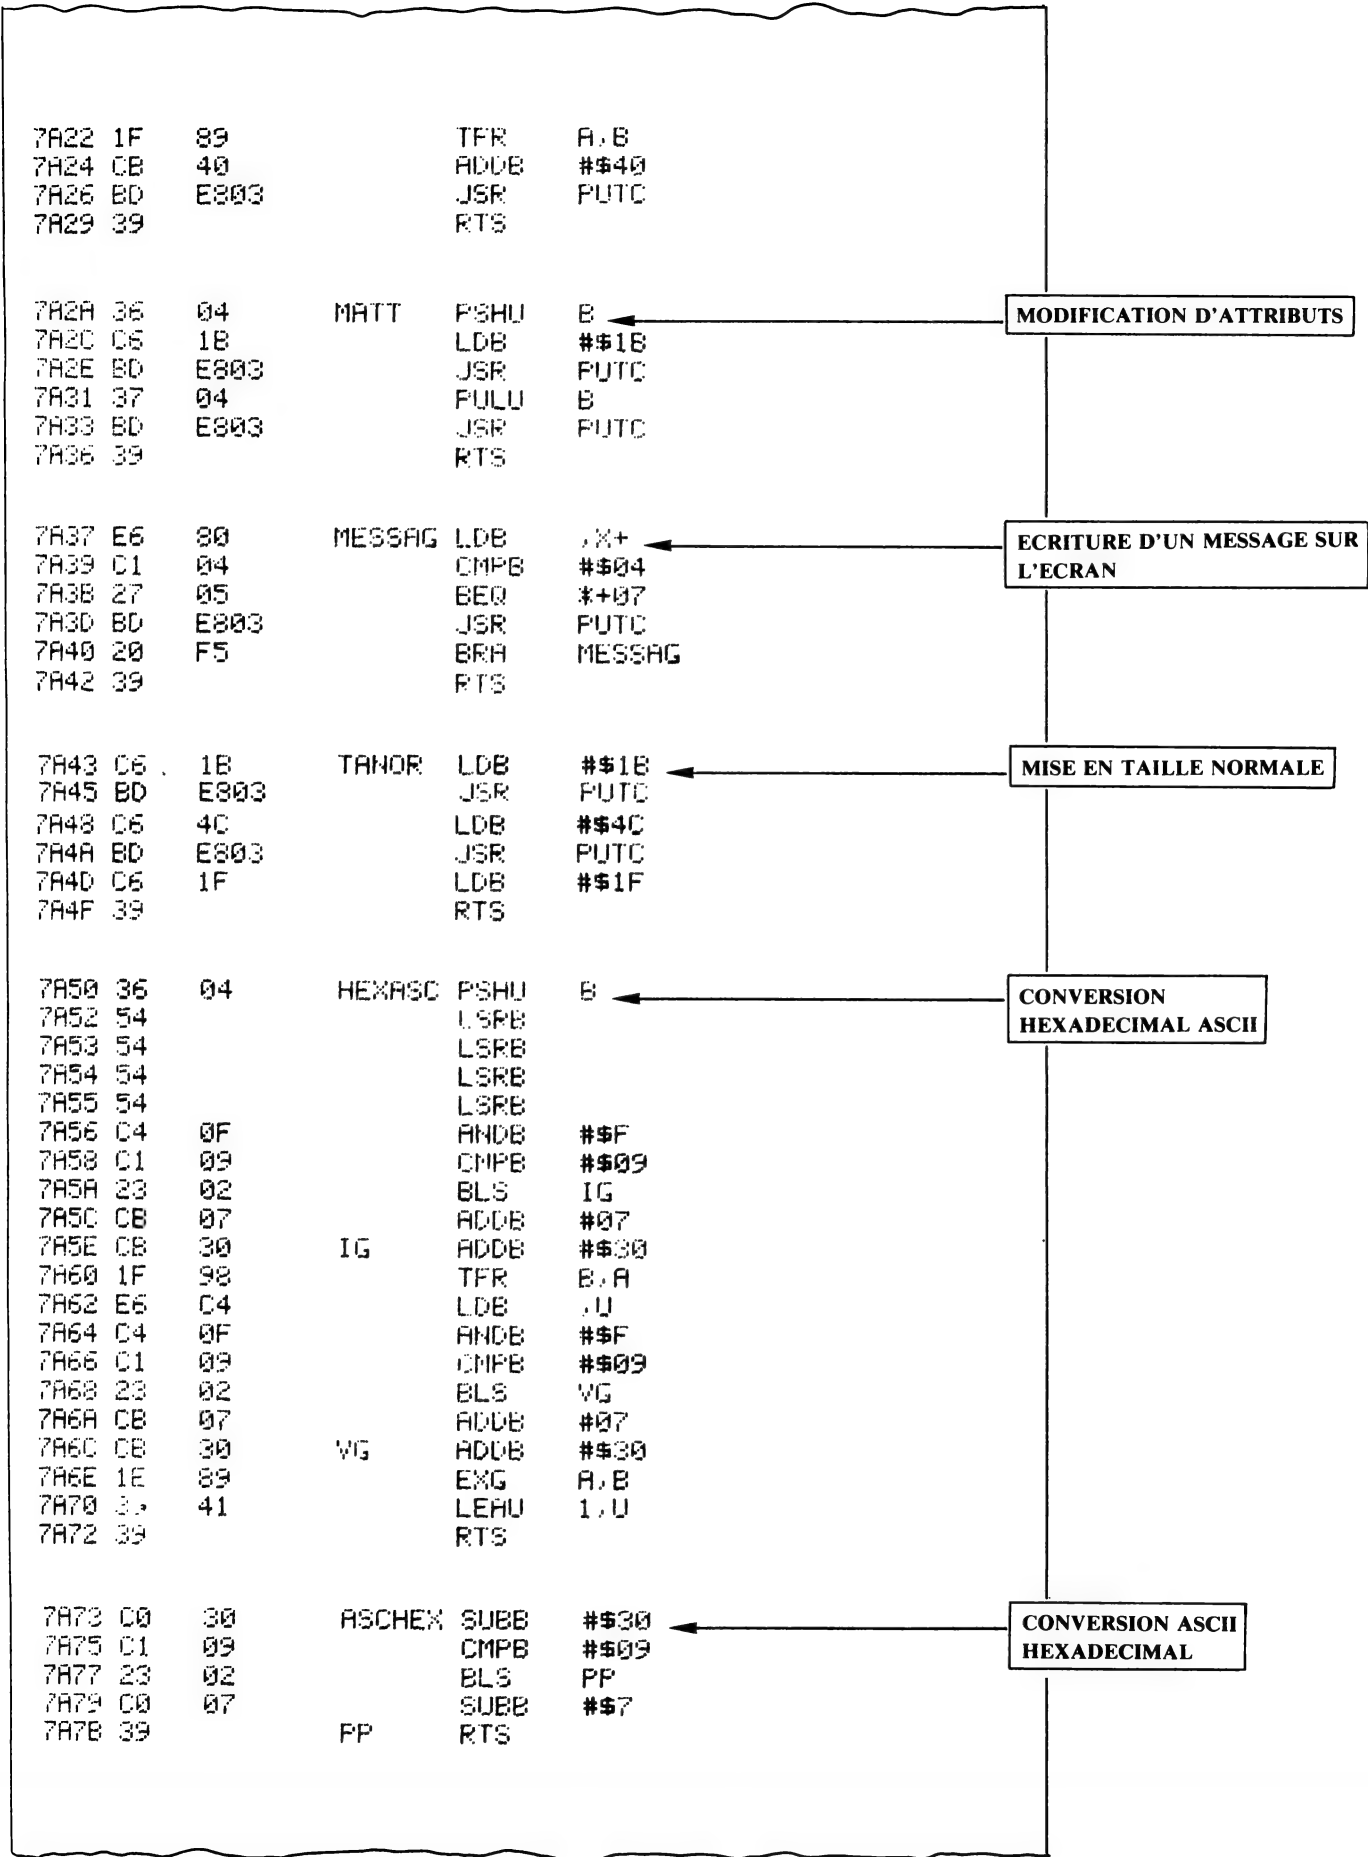 7A22 1F 89 TFR A,B
7A24 CB 40 ADDB #$40
7A26 BD E803 JSR PUTC
7A29 39 RTS
7A2A 36 04 MATT PSHU B
MODIFICATION D'ATTRIBUTS
7A2C C6 1B LDB #$1B
7A2E BD E803 JSR PUTC
7A31 37 04 PULU B
7A33 BD E803 JSR PUTC
7A36 39 RTS
7A37 E6 80 MESSAG LDB ,X+
ECRITURE D'UN MESSAGE SUR
L'ECRAN
7A39 C1 04 CMPB #$04
7A3B 27 05 BEQ *+07
7A3D BD E803 JSR PUTC
7A40 20 F5 BRA MESSAG
7A42 39 RTS
7A43 C6 1B TANOR LDB #$1B
MISE EN TAILLE NORMALE
7A45 BD E803 JSR PUTC
7A48 C6 4C LDB #$4C
7A4A BD E803 JSR PUTC
7A4D C6 1F LDB #$1F
7A4F 39 RTS
7A50 36 04 HEXASC PSHU B
CONVERSION
HEXADECIMAL ASCII
7A52 54 LSRB
7A53 54 LSRB
7A54 54 LSRB
7A55 54 LSRB
7A56 C4 0F ANDB #$F
7A58 C1 09 CMPB #$09
7A5A 23 02 BLS IG
7A5C CB 07 ADDB #07
7A5E CB 30 IG ADDB #$30
7A60 1F 98 TFR B,A
7A62 E6 C4 LDB ,U
7A64 C4 0F ANDB #$F
7A66 C1 09 CMPB #$09
7A68 23 02 BLS VG
7A6A CB 07 ADDB #07
7A6C CB 30 VG ADDB #$30
7A6E 1E 89 EXG A,B
7A70 41 LEAU 1,U
7A72 39 RTS
7A73 C0 30 ASCHEX SUBB #$30
CONVERSION ASCII
HEXADECIMAL
7A75 C1 09 CMPB #$09
7A77 23 02 BLS PP
7A79 C0 07 SUBB #$7
7A7B 39 PP RTS